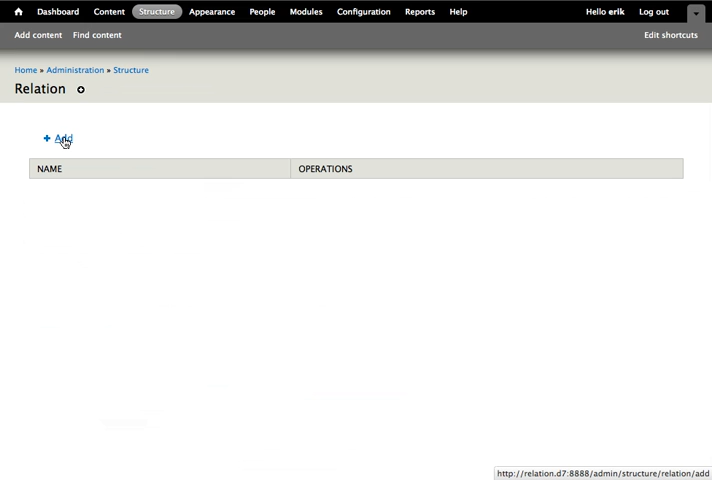 Dashboard Content Structure Appearance People Modules Configuration Reports Help Hello erik Log out
Add content Find content Edit shortcuts
Home » Administration » Structure
Relation
+ Add
NAME OPERATIONS
http://relation.d7:8888/admin/structure/relation/add